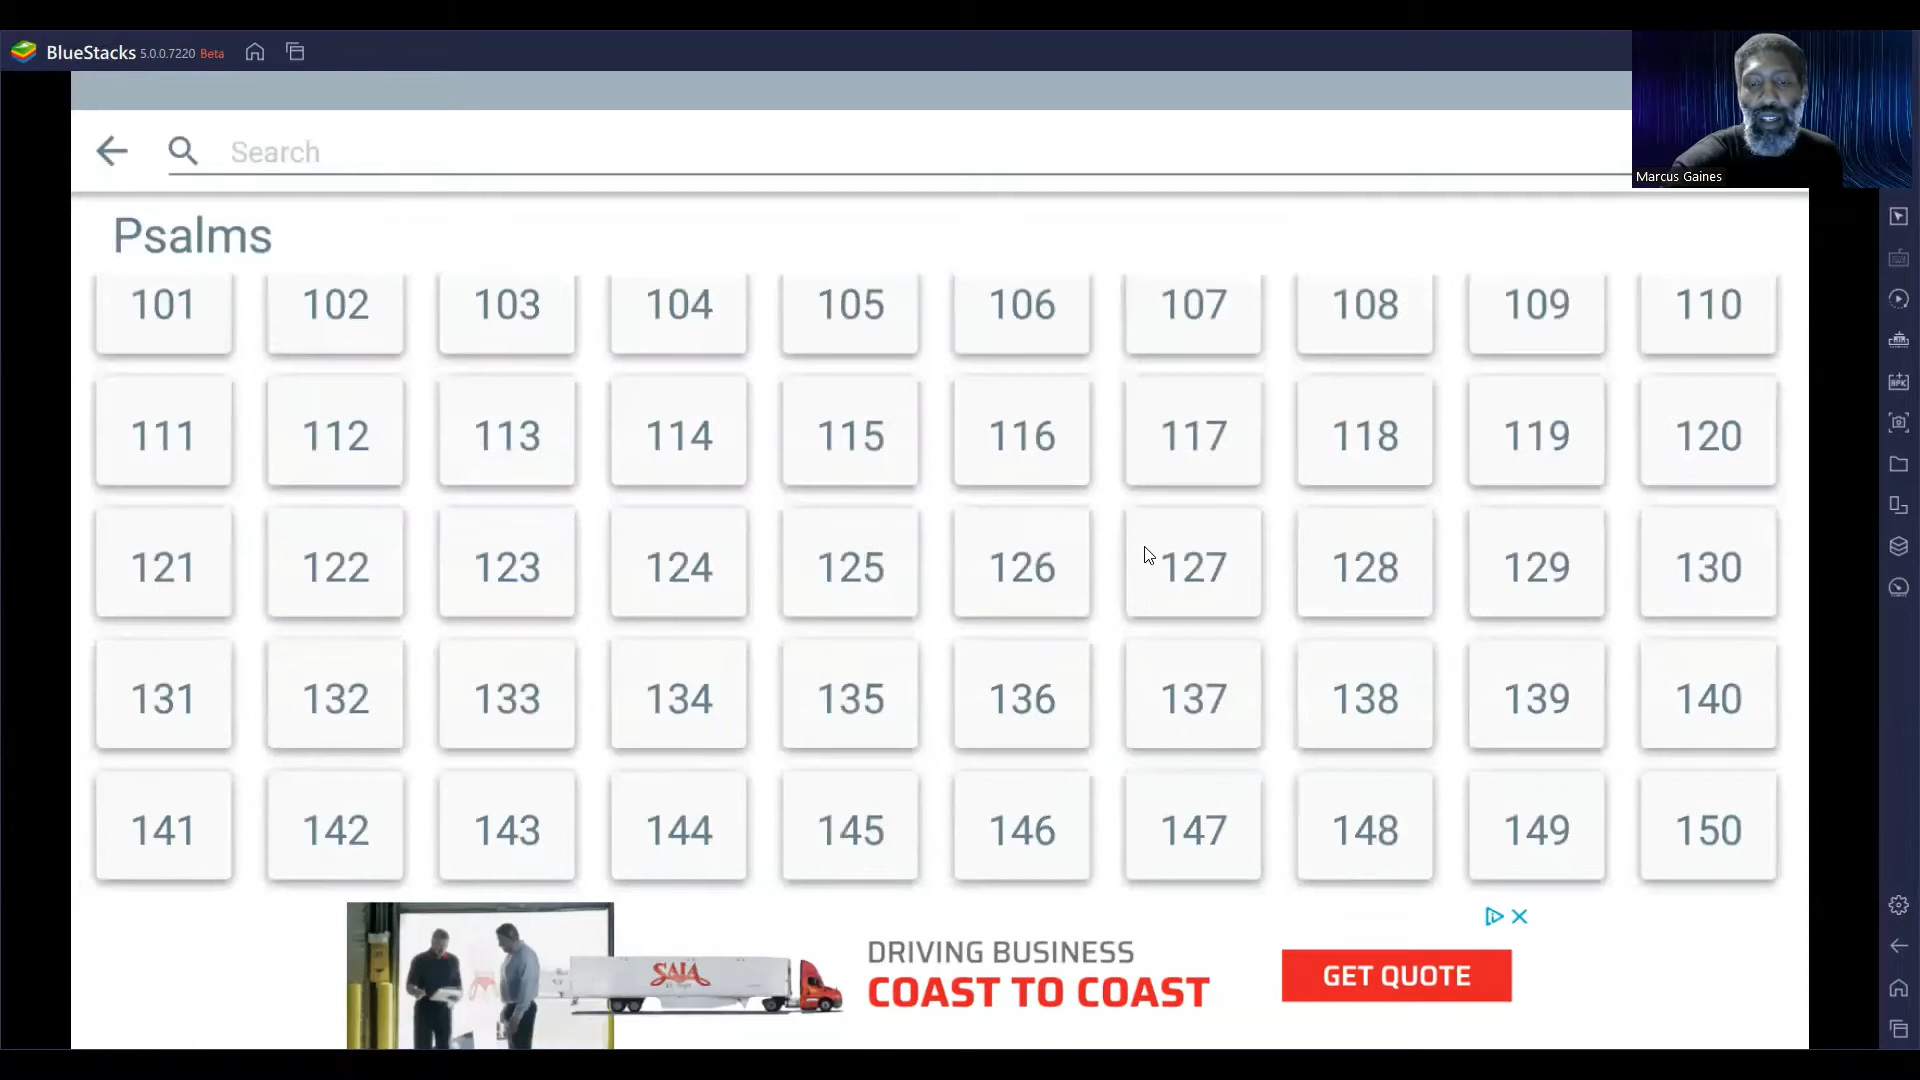 BlueStacks 5.0.0.7220 Beta
Search
Marcus Gaines
Psalms
101 102 103 104 105 106 107 108 109 110
111 112 113 114 115 116 117 118 119 120
121 122 123 124 125 126 127 128 129 130
131 132 133 134 135 136 137 138 139 140
141 142 143 144 145 146 147 148 149 150
SAIA
DRIVING BUSINESS
COAST TO COAST
GET QUOTE